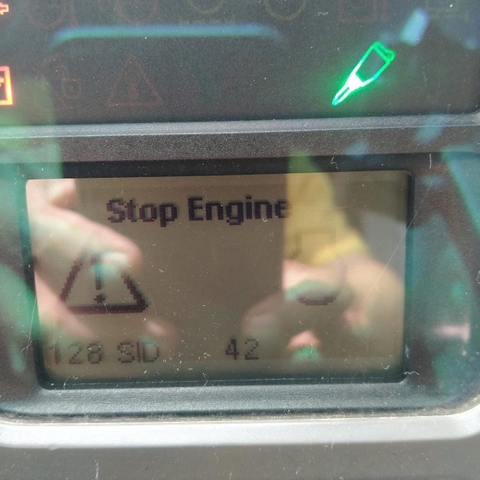 Stop Engine
128 SID 42